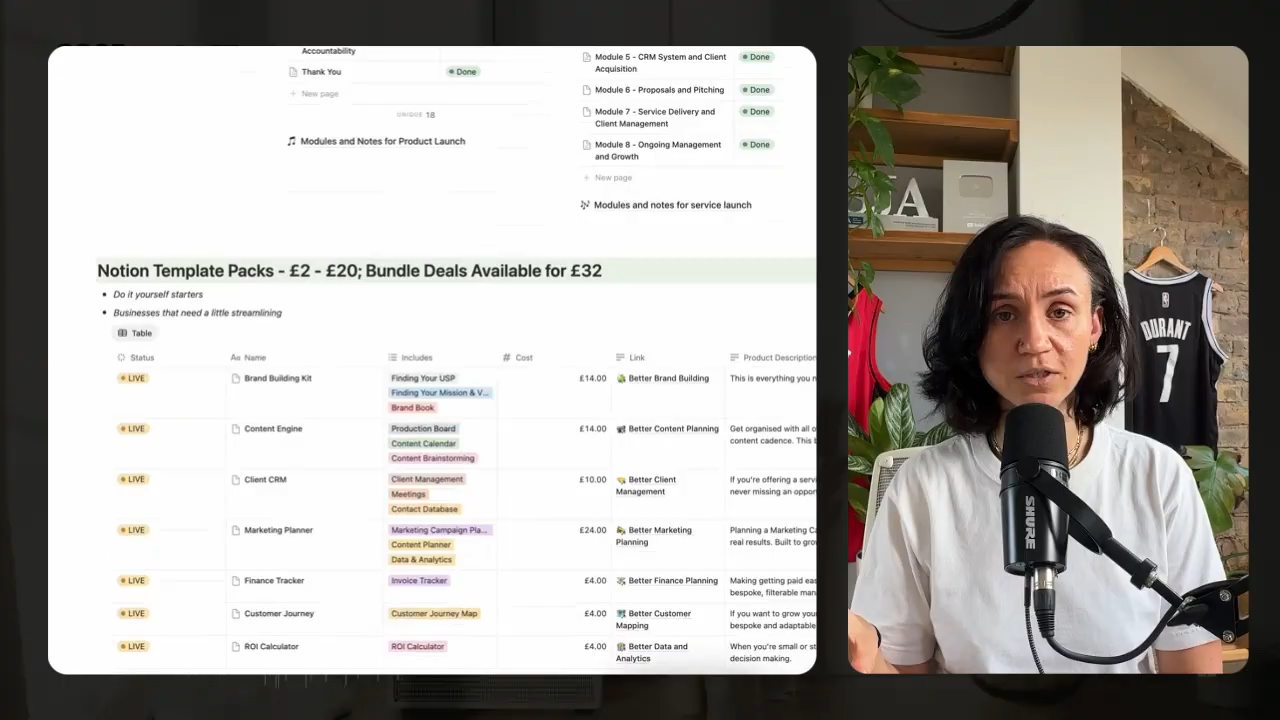 Accountability
Thank You
Done
New page
UNIQUE 18
Modules and Notes for Product Launch
Module 5 - CRM System and Client
Acquisition
Done
Module 6 - Proposals and Pitching
Done
Module 7 - Service Delivery and
Client Management
Done
Module 8 - Ongoing Management
and Growth
Done
New page
Modules and notes for service launch
Notion Template Packs - £2 - £20; Bundle Deals Available for £32
Do it yourself starters
Businesses that need a little streamlining
Table
Status Name Includes Cost Link Product Description
LIVE Brand Building Kit Finding Your USP £14.00 Better Brand Building This is everything you n
Finding Your Mission & V...
Brand Book
LIVE Content Engine Production Board £14.00 Better Content Planning Get organised with all o
Content Calendar content cadence. This
Content Brainstorming
LIVE Client CRM Client Management £10.00 Better Client If you're offering a serv
Meetings Management never missing an oppor
Contact Database
LIVE Marketing Planner Marketing Campaign Pla... £24.00 Better Marketing Planning a Marketing Ca
Content Planner Planning real results. Built to gro
Data & Analytics
LIVE Finance Tracker Invoice Tracker £4.00 Better Finance Planning Making getting paid eas
bespoke, filterable man
LIVE Customer Journey Customer Journey Map £4.00 Better Customer If you want to grow you
Mapping bespoke and adaptable
LIVE ROI Calculator ROI Calculator £4.00 Better Data and When you're small or st
Analytics decision making.
UA
DURANT
7
SHURE